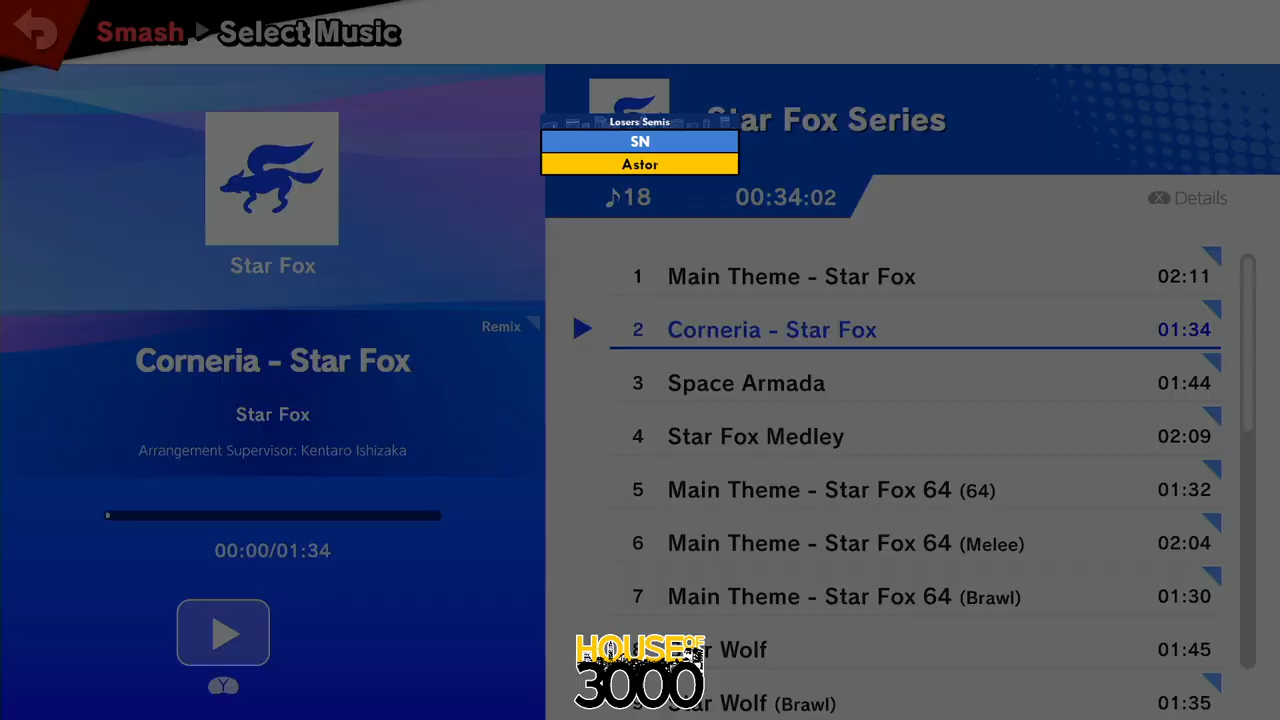 Smash ▶ Select Music
Star Fox
Remix
Corneria - Star Fox
Star Fox
Arrangement Supervisor: Kentaro Ishizaka
00:00/01:34
Y
Losers Semis
SN
Astor
ar Fox Series
♪18 00:34:02
X Details
1 Main Theme - Star Fox 02:11
2 Corneria - Star Fox 01:34
3 Space Armada 01:44
4 Star Fox Medley 02:09
5 Main Theme - Star Fox 64 (64) 01:32
6 Main Theme - Star Fox 64 (Melee) 02:04
7 Main Theme - Star Fox 64 (Brawl) 01:30
Wolf 01:45
Star Wolf (Brawl) 01:35
HOUSE OF
3000